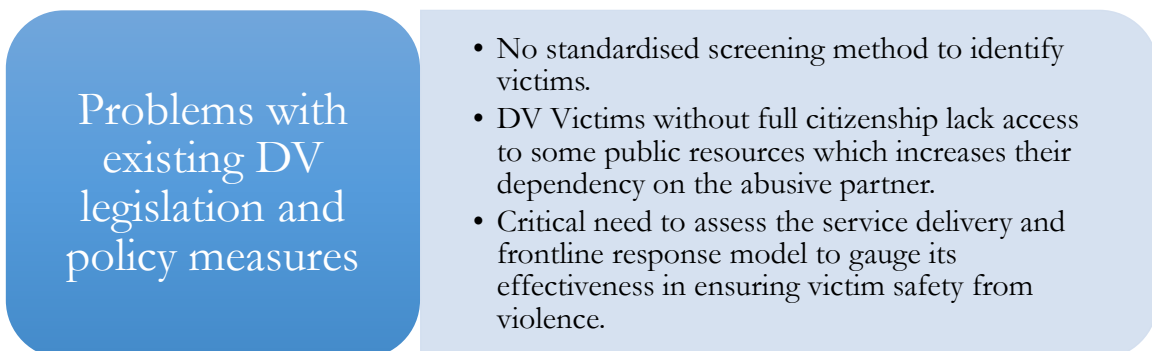 Problems with
existing DV
legislation and
policy measures
• No standardised screening method to identify
victims.
• DV Victims without full citizenship lack access
to some public resources which increases their
dependency on the abusive partner.
• Critical need to assess the service delivery and
frontline response model to gauge its
effectiveness in ensuring victim safety from
violence.